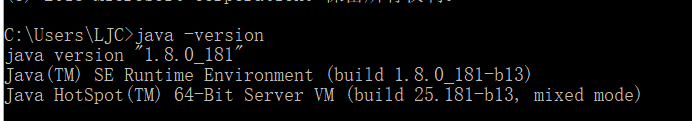 C:\Users\LJC>java -version
java version "1.8.0_181"
Java(TM) SE Runtime Environment (build 1.8.0_181-b13)
Java HotSpot(TM) 64-Bit Server VM (build 25.181-b13, mixed mode)